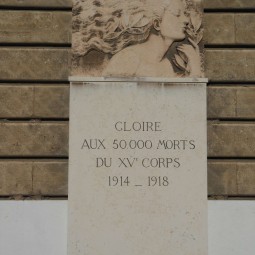 GLOIRE
AUX 50.000 MORTS
DU XVᵉ CORPS
1914 _ 1918